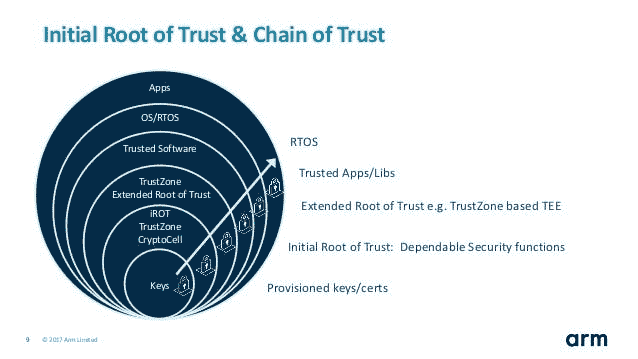 Initial Root of Trust & Chain of Trust
Apps
OS/RTOS
Trusted Software
TrustZone
Extended Root of Trust
iROT
TrustZone
CryptoCell
Keys
RTOS
Trusted Apps/Libs
Extended Root of Trust e.g. TrustZone based TEE
Initial Root of Trust: Dependable Security functions
Provisioned keys/certs
9 © 2017 Arm Limited
arm